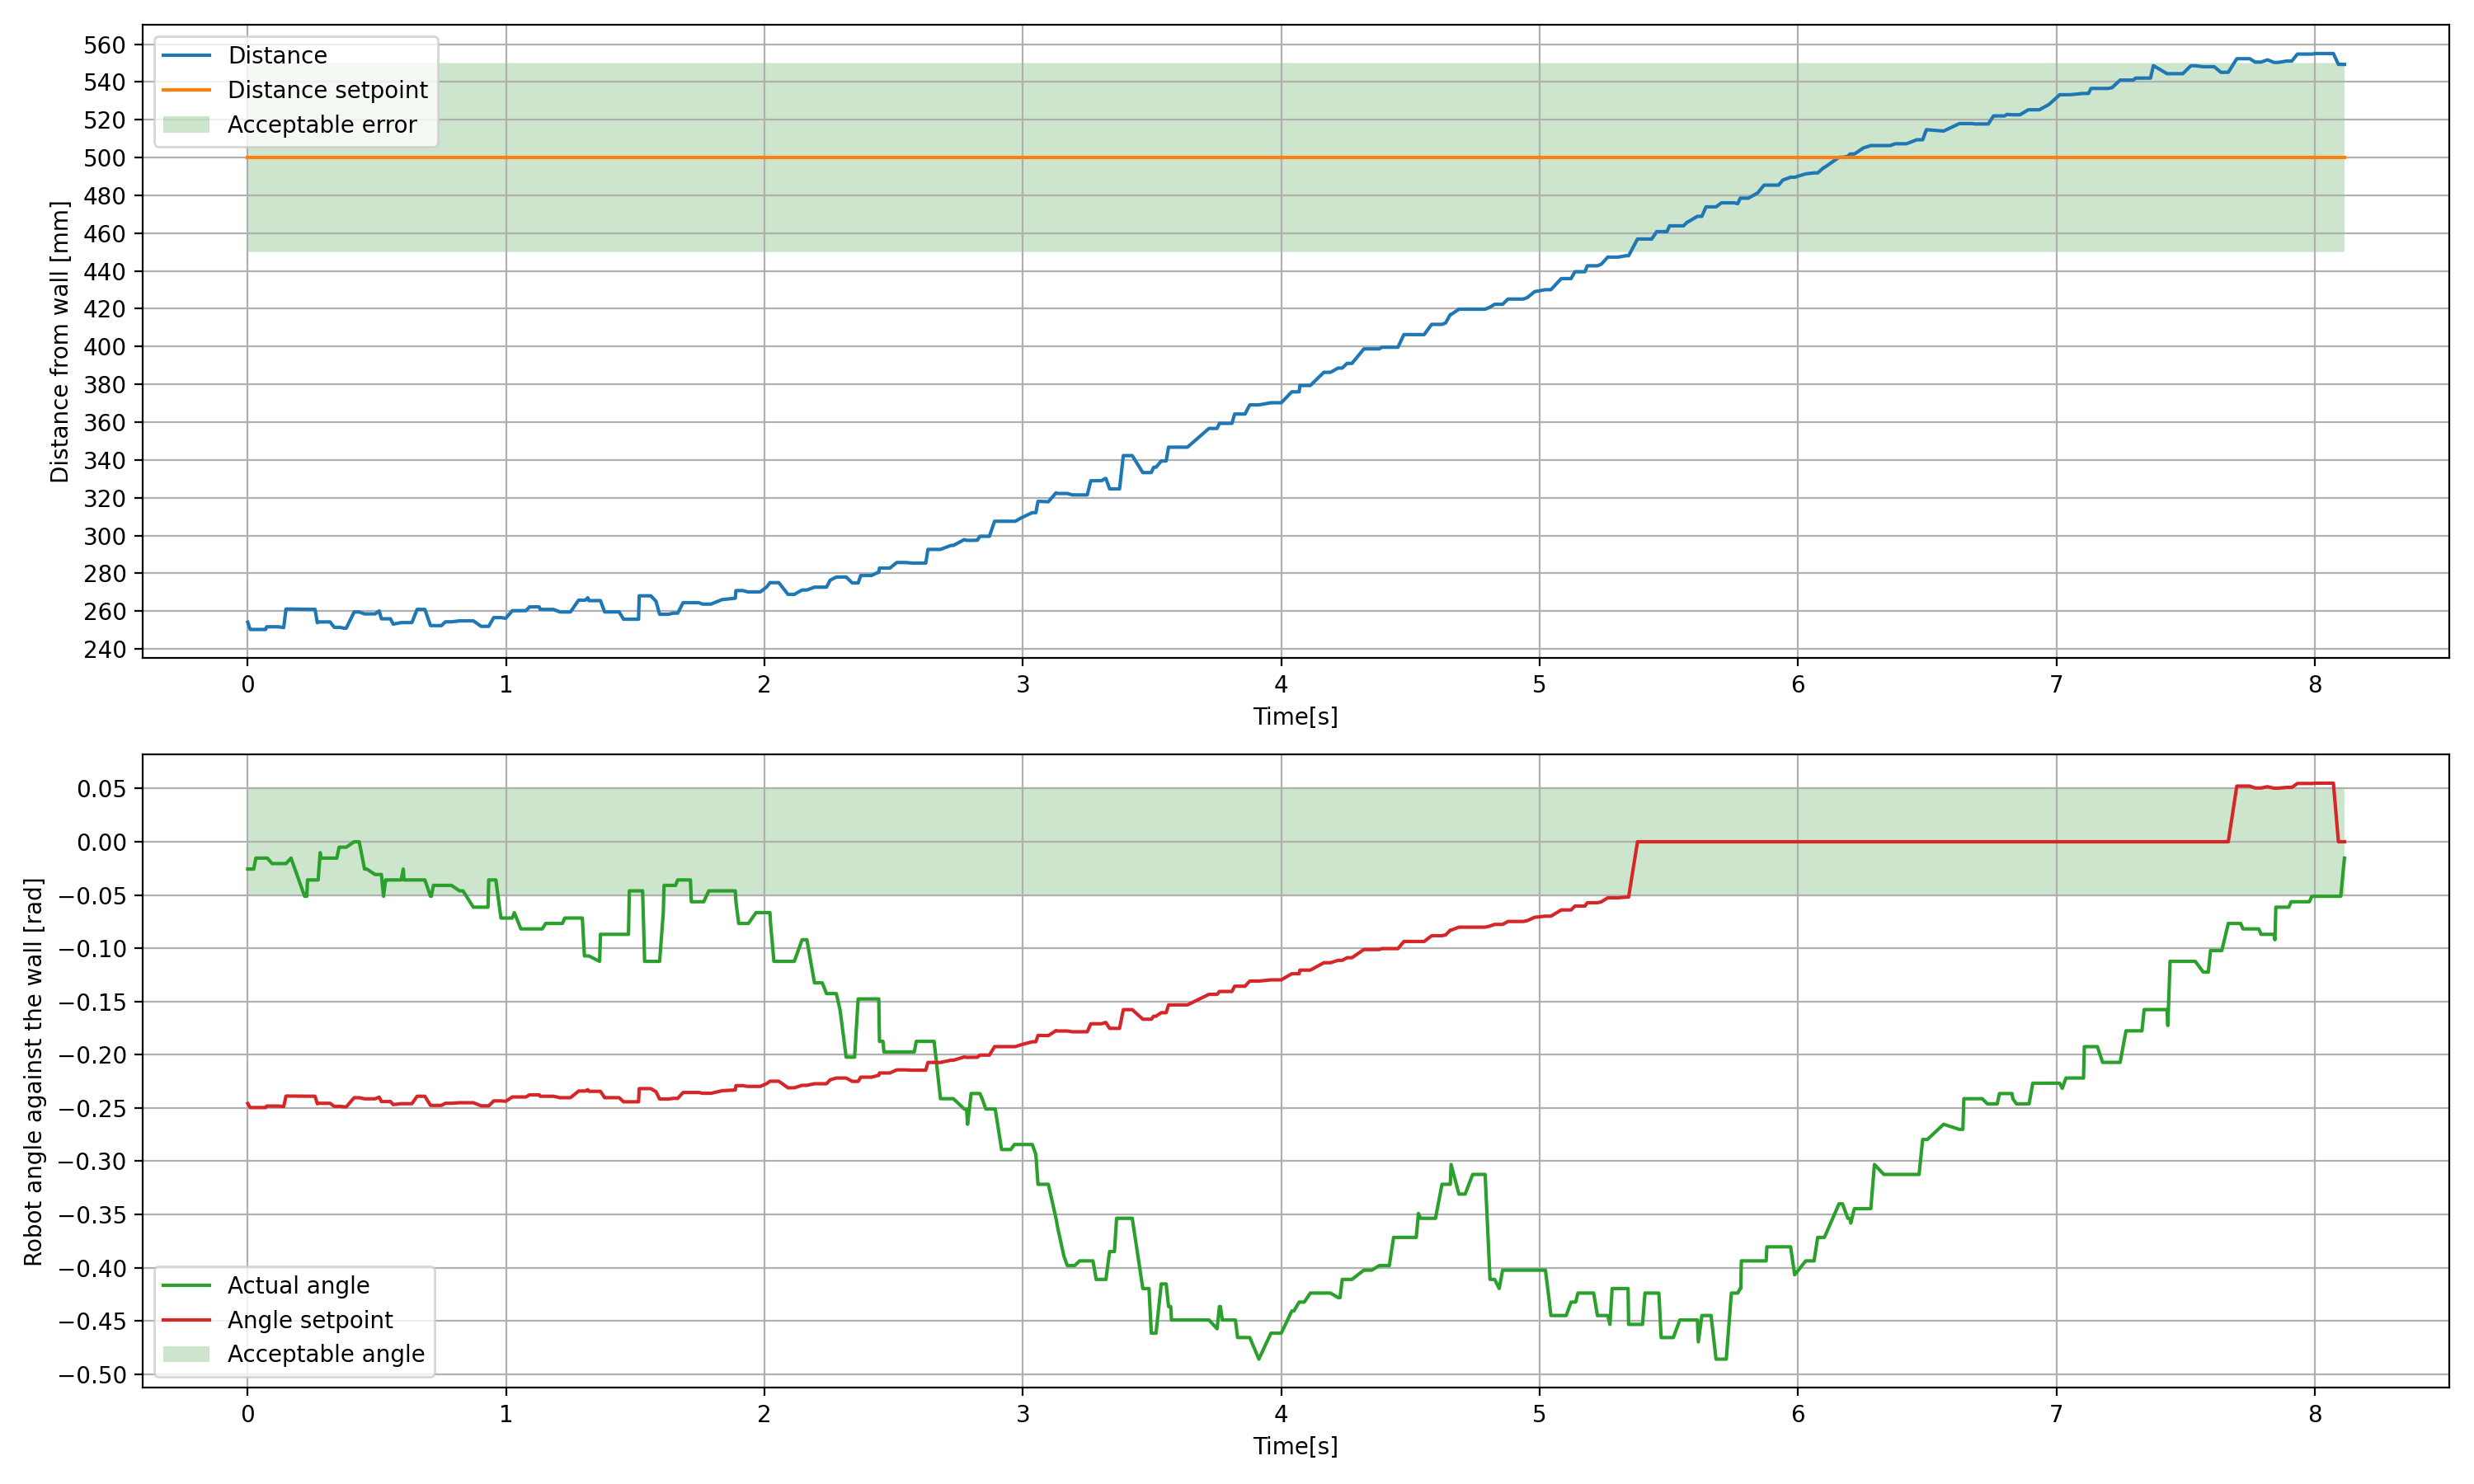 560
540
520
500
480
460
440
420
400
380
360
340
320
300
280
260
240
Distance from wall [mm]
Distance
Distance setpoint
Acceptable error
0 1 2 3 4 5 6 7 8
Time[s]
0.05
0.00
−0.05
−0.10
−0.15
−0.20
−0.25
−0.30
−0.35
−0.40
−0.45
−0.50
Robot angle against the wall [rad]
Actual angle
Angle setpoint
Acceptable angle
0 1 2 3 4 5 6 7 8
Time[s]